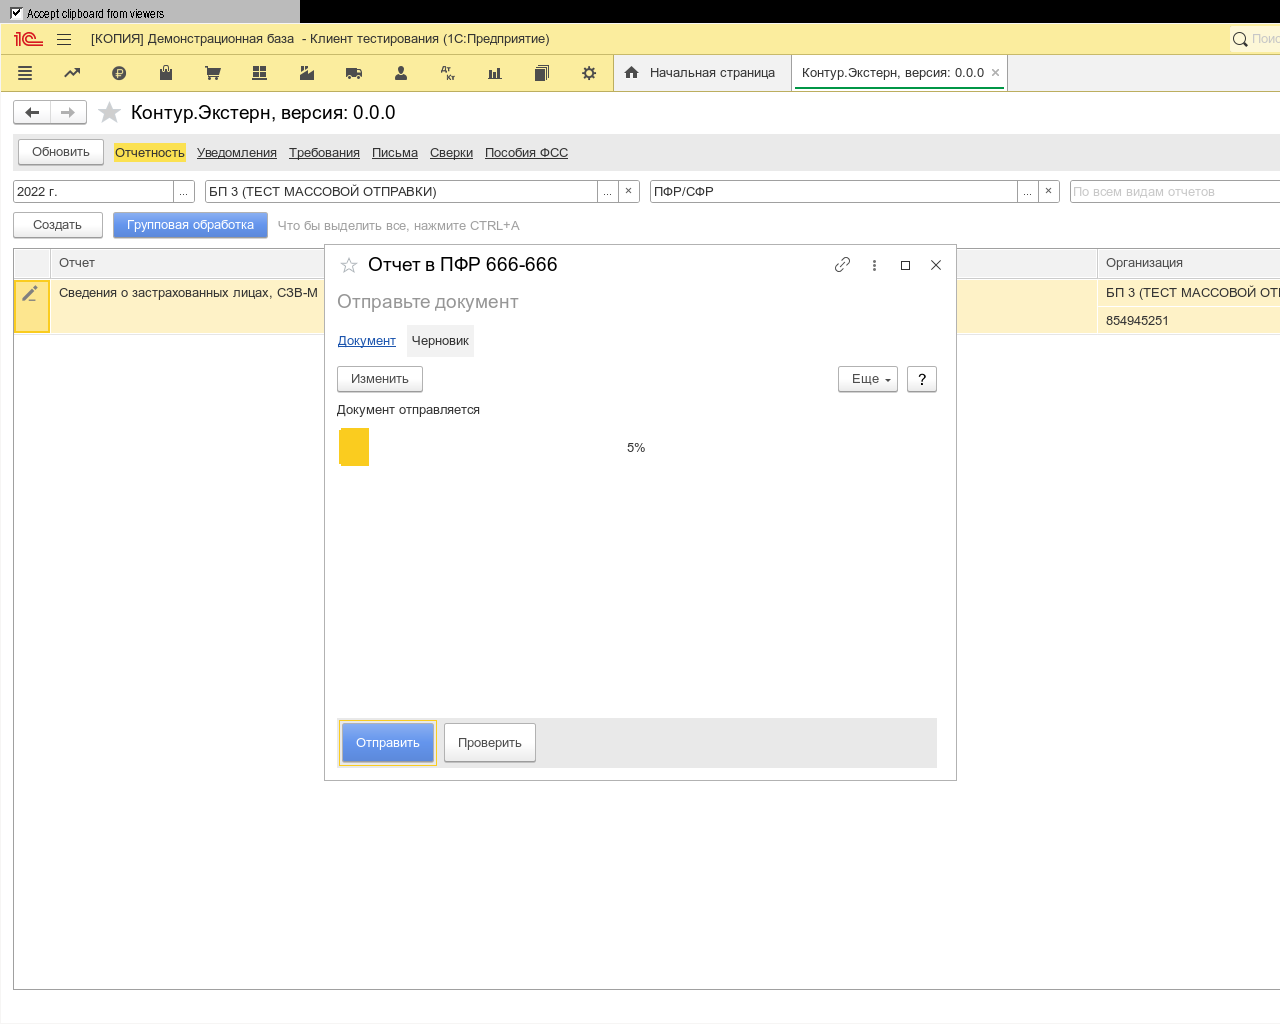 Accept clipboard from viewers
[КОПИЯ] Демонстрационная база - Клиент тестирования (1С:Предприятие)
Начальная страница
Контур.Экстерн, версия: 0.0.0
Контур.Экстерн, версия: 0.0.0
Обновить Отчетность Уведомления Требования Письма Сверки Пособия ФСС
2022 г. ... БП 3 (ТЕСТ МАССОВОЙ ОТПРАВКИ) ... × ПФР/СФР ... × По всем видам отчетов
Создать Групповая обработка Что бы выделить все, нажмите CTRL+A
Отчет Организация
Сведения о застрахованных лицах, СЗВ-М
БП 3 (ТЕСТ МАССОВОЙ
854945251
Отчет в ПФР 666-666
Отправьте документ
Документ Черновик
Изменить Еще ?
Документ отправляется
5%
Отправить Проверить